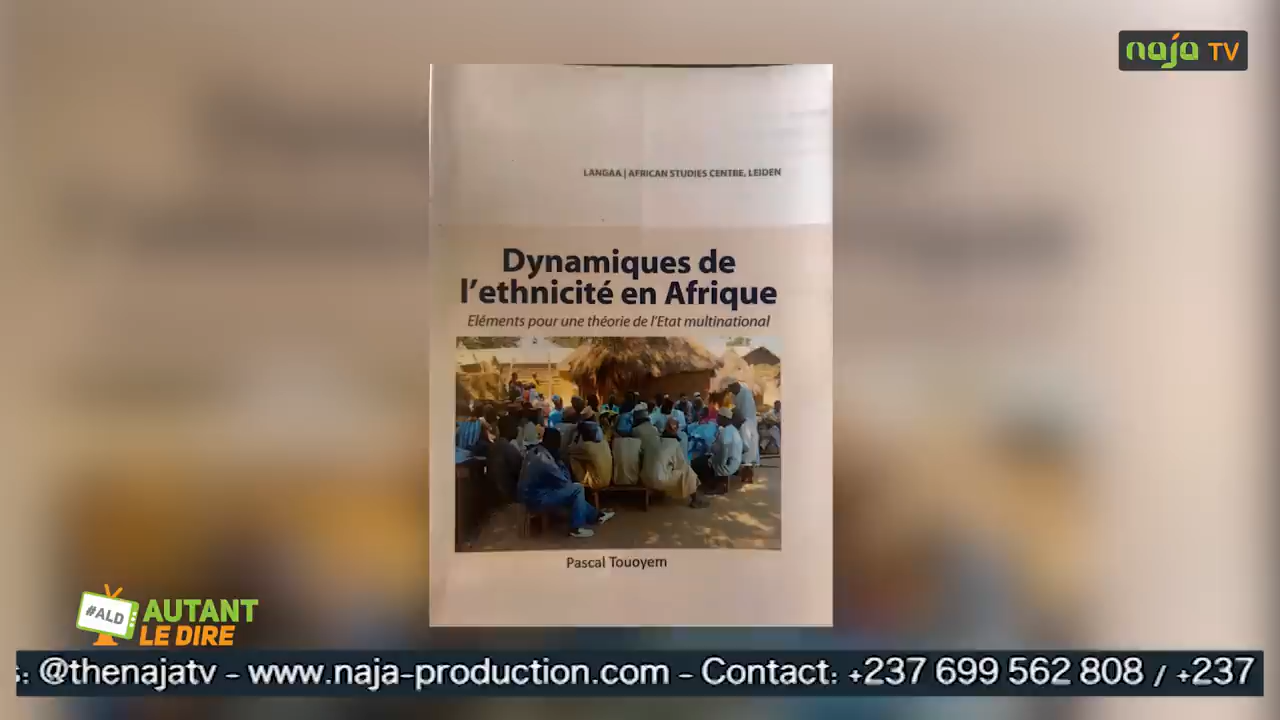 naja TV
LANGAA | AFRICAN STUDIES CENTRE, LEIDEN
Dynamiques de
l'ethnicité en Afrique
Eléments pour une théorie de l'Etat multinational
Pascal Touoyem
#ALD
AUTANT
LE DIRE
: @thenajatv - www.naja-production.com - Contact: +237 699 562 808 / +237